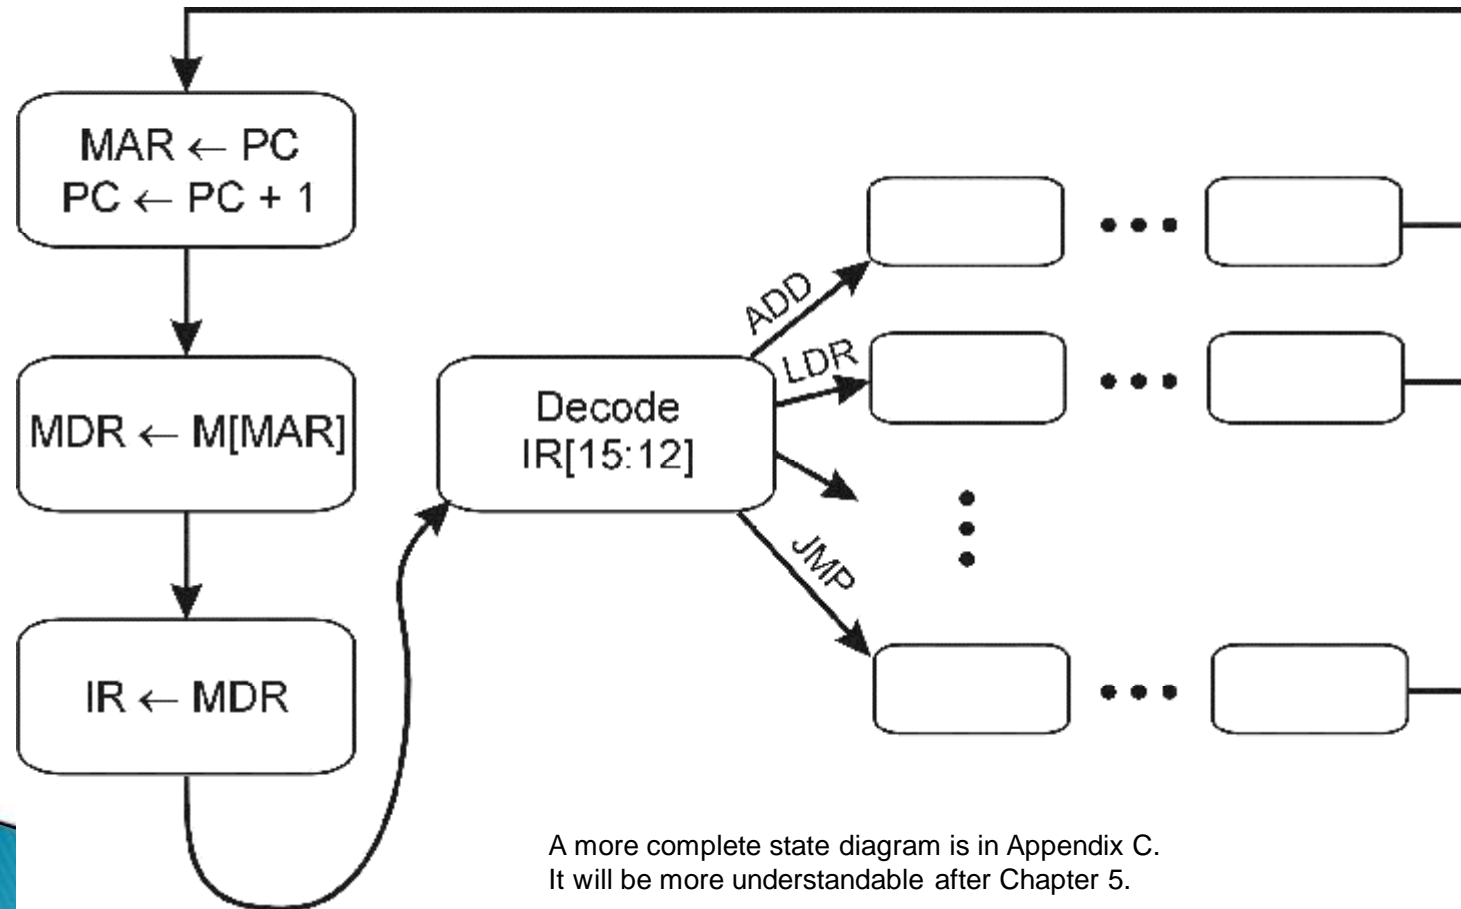 MAR ← PC
PC ← PC + 1
MDR ← M[MAR]
IR ← MDR
Decode
IR[15:12]
ADD
LDR
JMP
A more complete state diagram is in Appendix C.
It will be more understandable after Chapter 5.